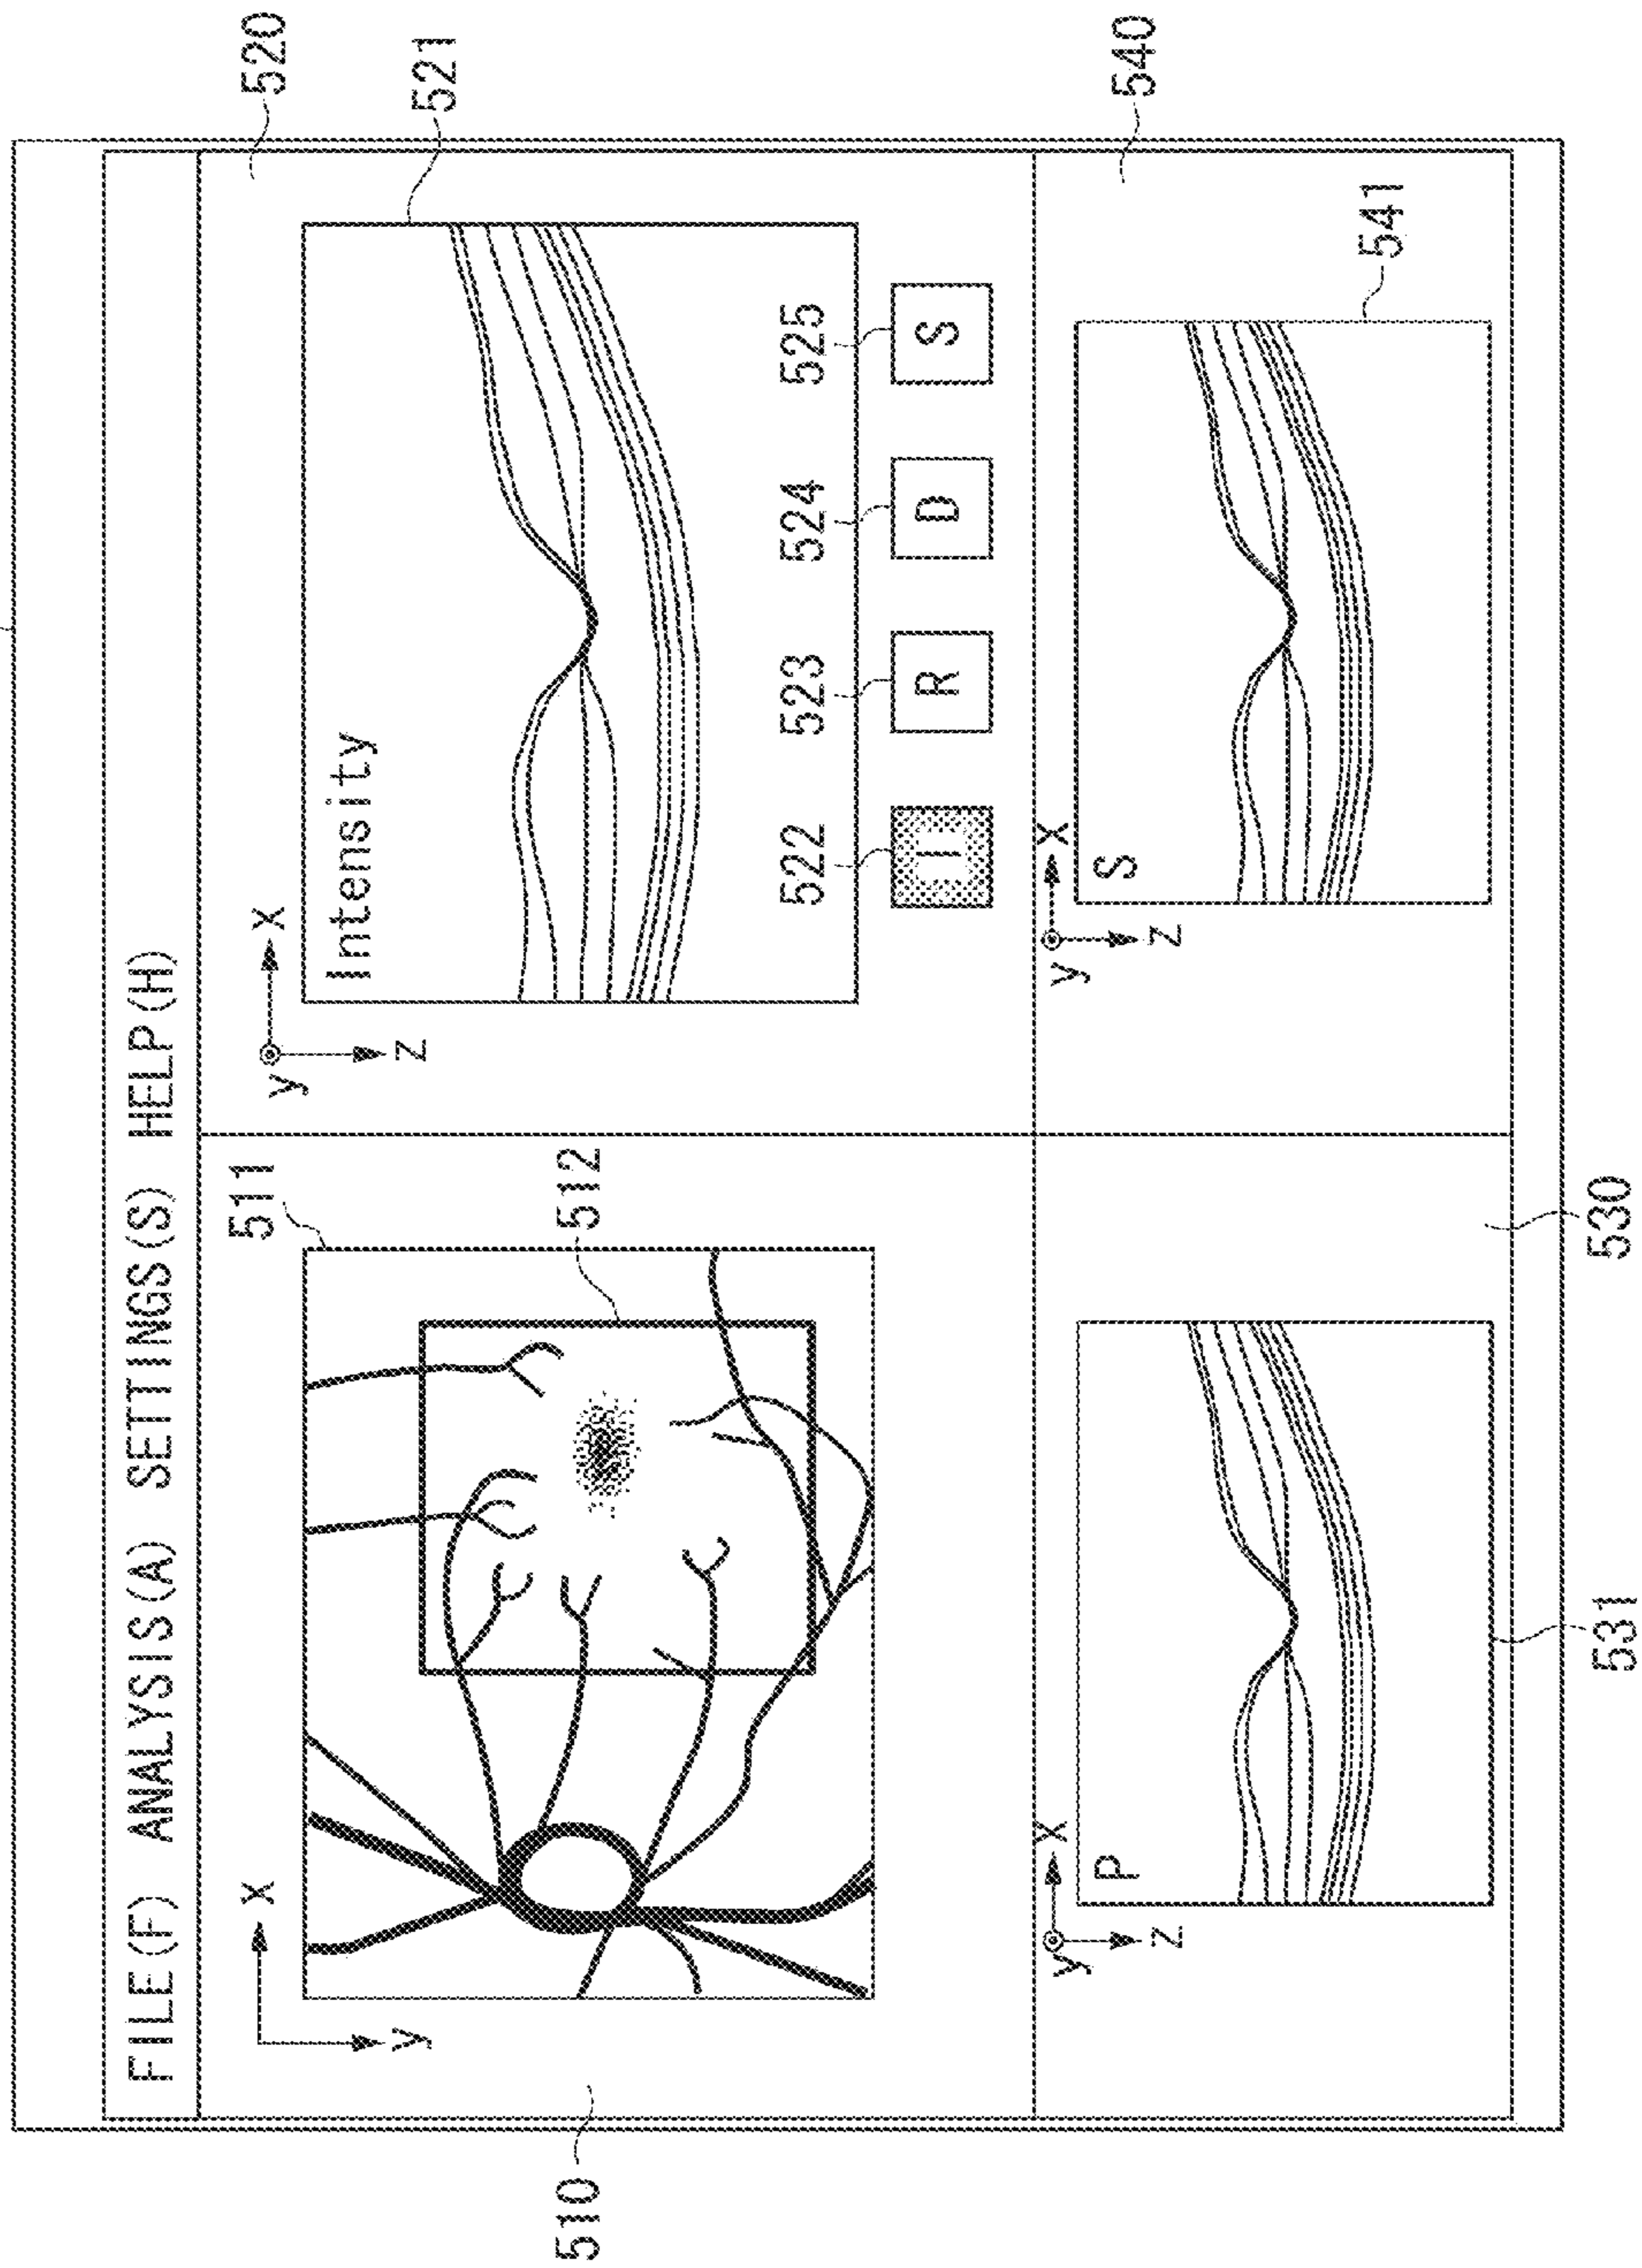 FILE(F) ANALYSIS(A) SETTINGS(S) HELP(H)
510
x
y
511
512
520
521
y
x
z
Intensity
522
523
524
525
I
R
D
S
530
531
y
x
z
P
540
541
y
x
z
S